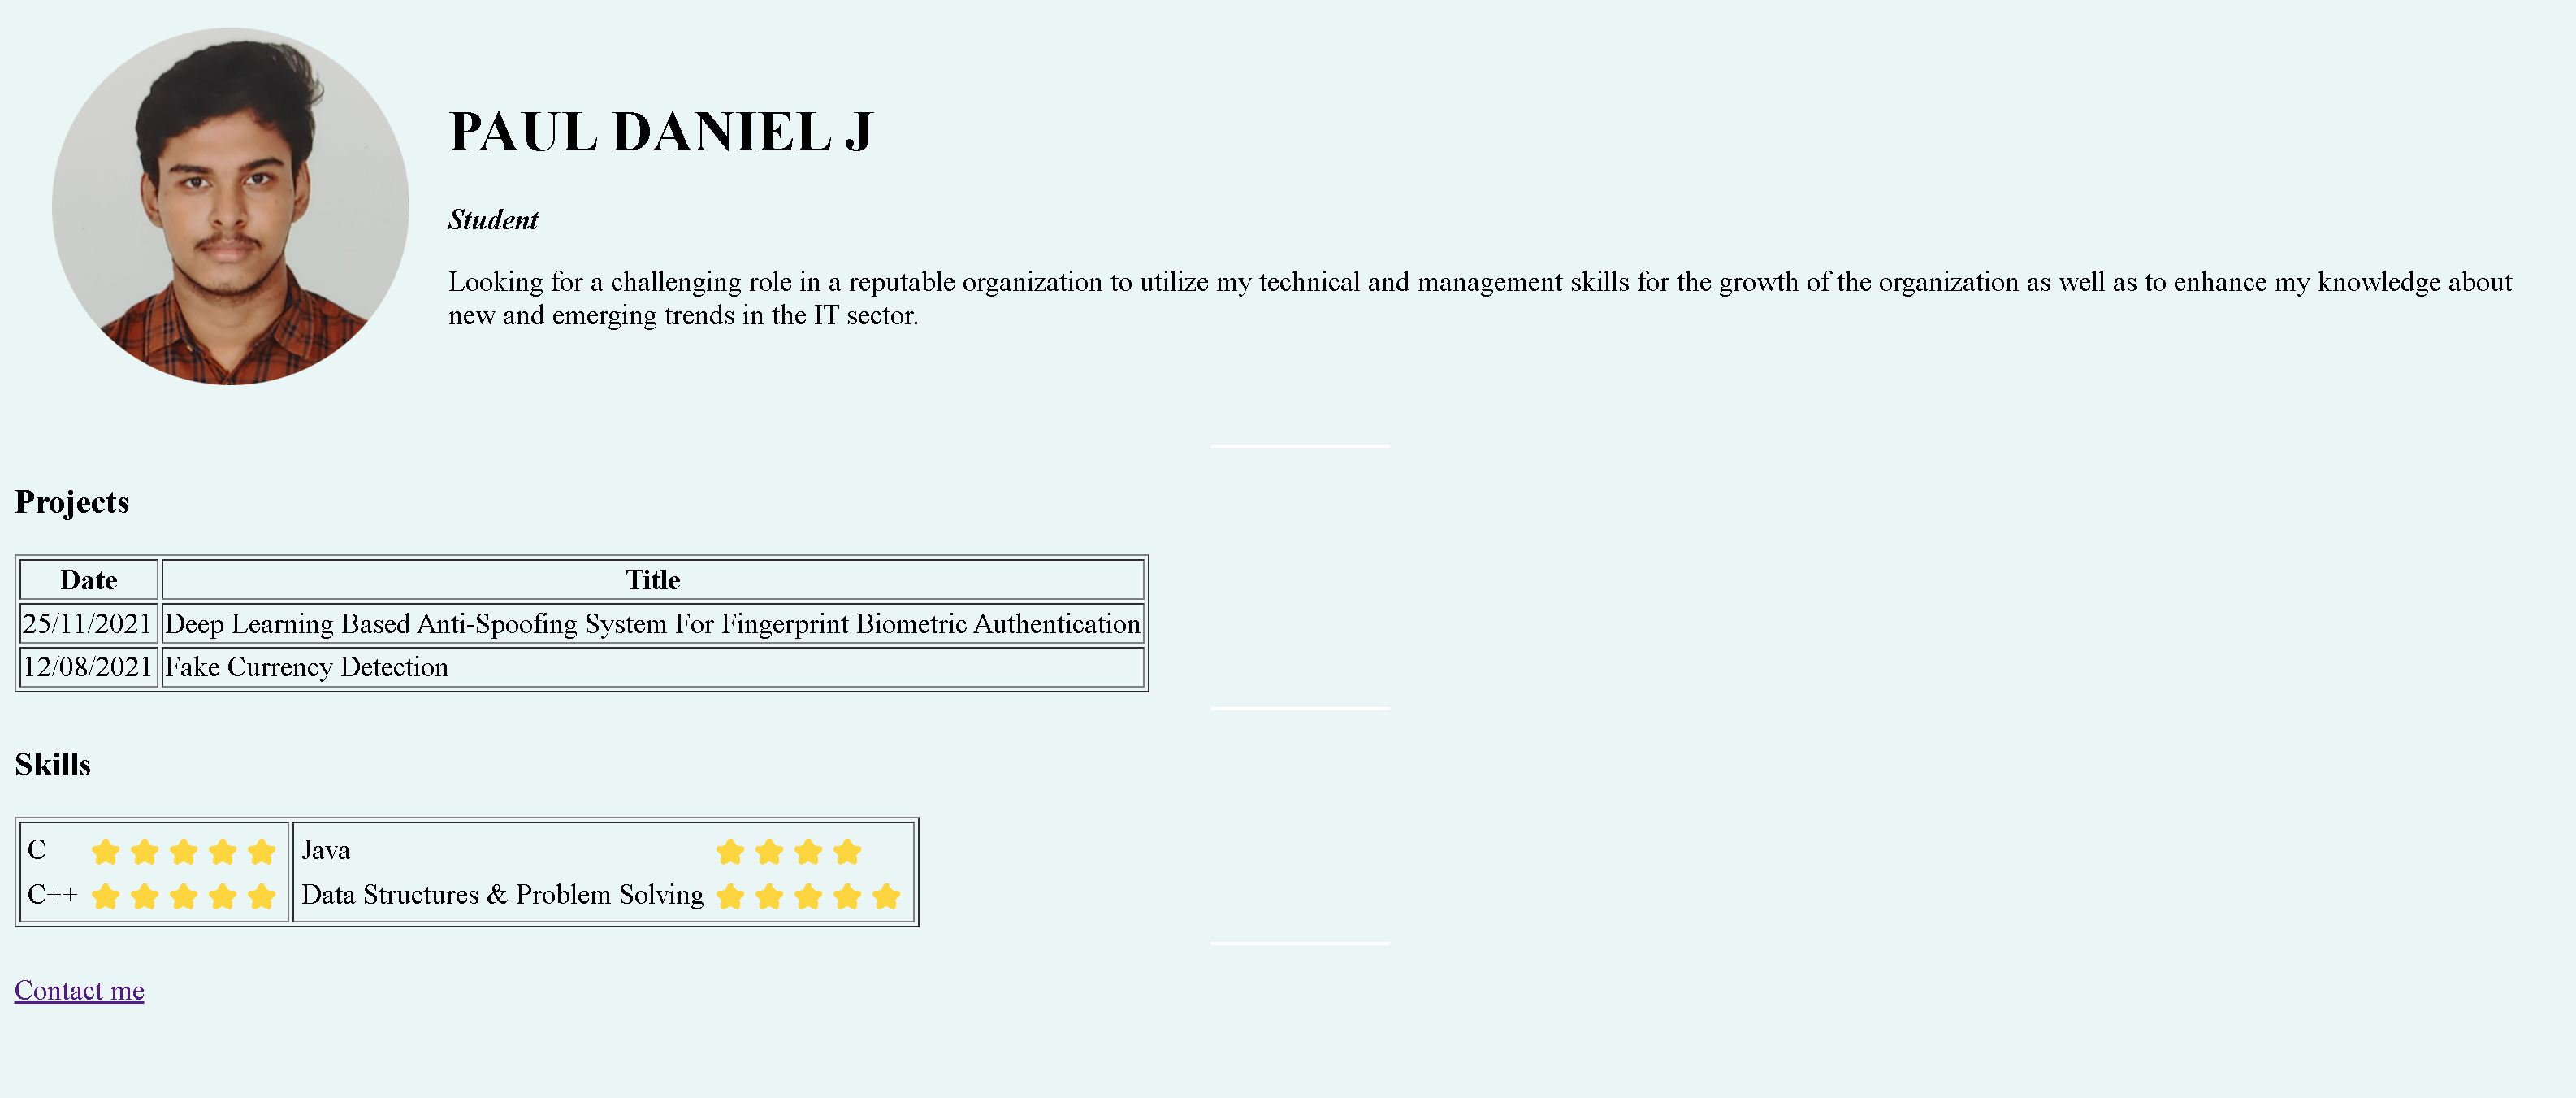 PAUL DANIEL J
Student
Looking for a challenging role in a reputable organization to utilize my technical and management skills for the growth of the organization as well as to enhance my knowledge about
new and emerging trends in the IT sector.
Projects
Date Title
25/11/2021 Deep Learning Based Anti-Spoofing System For Fingerprint Biometric Authentication
12/08/2021 Fake Currency Detection
Skills
C Java
C++ Data Structures & Problem Solving
Contact me